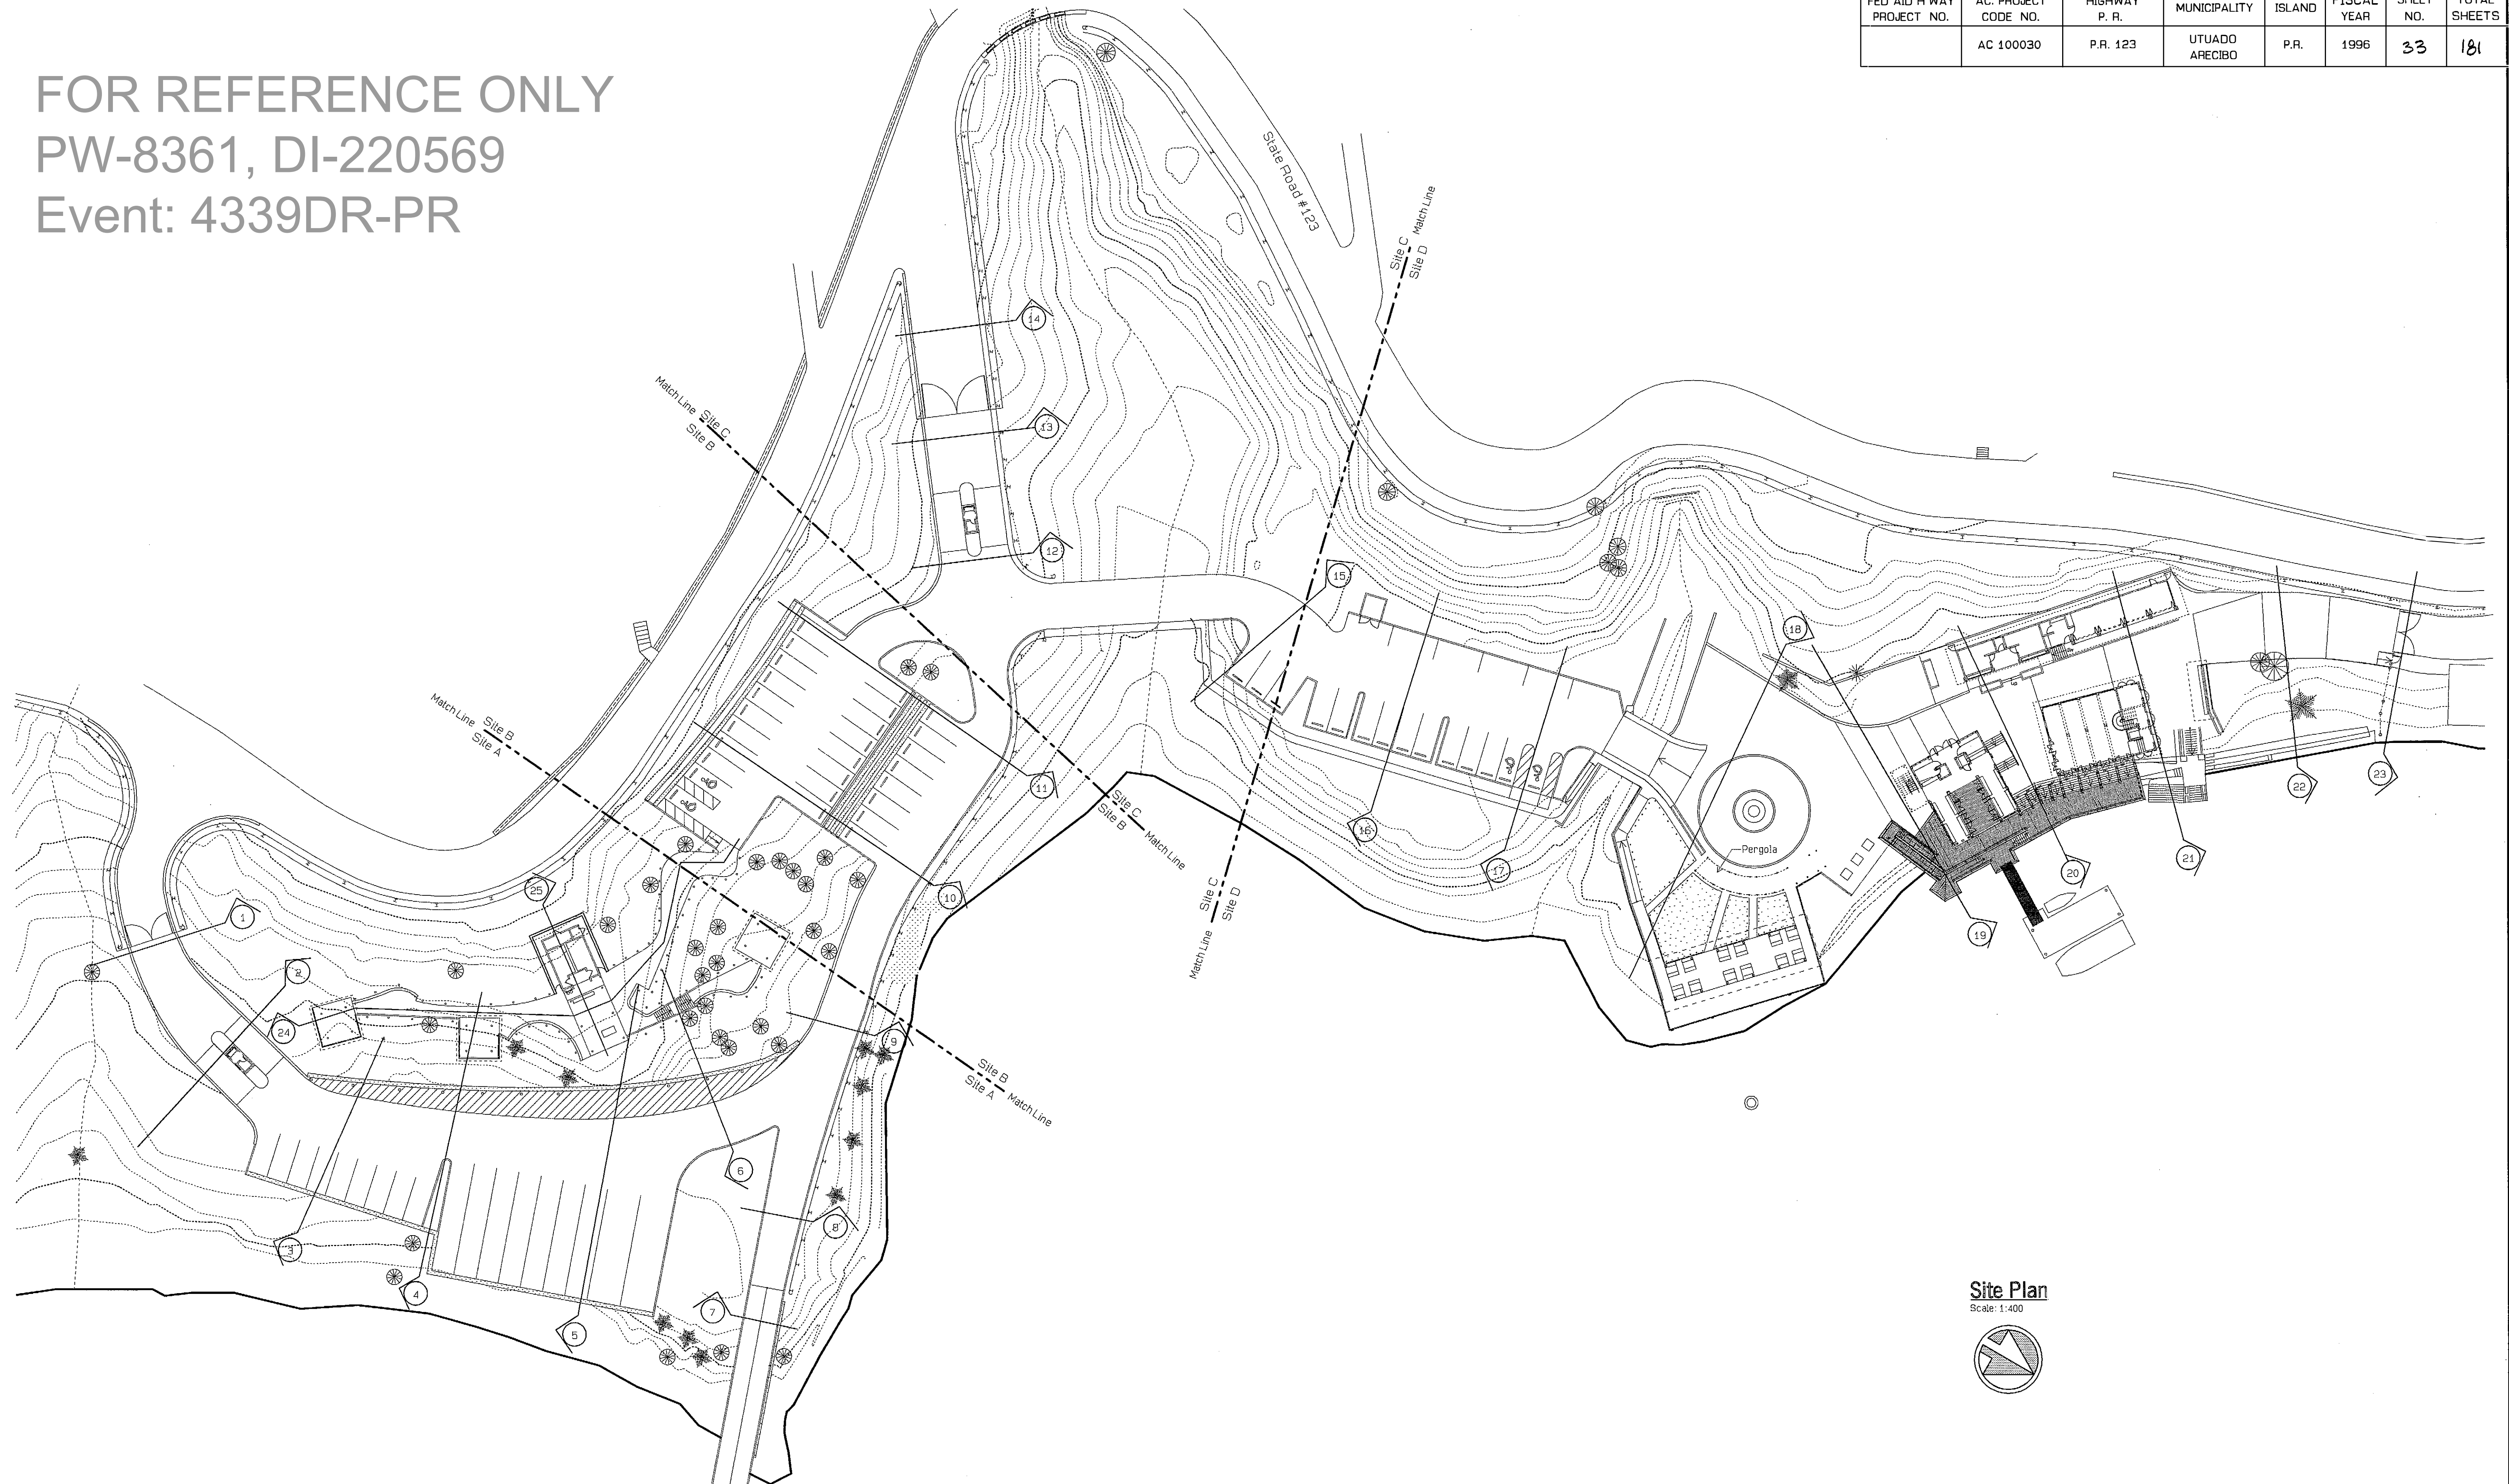 FOR REFERENCE ONLY
PW-8361, DI-220569
Event: 4339DR-PR
FED AID H'WAY PROJECT NO.
AC. PROJECT CODE NO.
HIGHWAY P. R.
MUNICIPALITY
ISLAND
FISCAL YEAR
SHEET NO.
TOTAL SHEETS
AC 100030
P.R. 123
UTUADO
ARECIBO
P.R.
1996
33
181
State Road #123
Site C Match Line
Site D
14
Match Line Site C
Site B
13
12
15
18
Match Line Site B
Site A
11
16
17
Pergola
Site C Match Line
Site B
22
23
21
20
25
10
1
Site C
Match Line Site D
19
2
24
9
Site B
Site A Match Line
6
8
3
4
7
5
Site Plan
Scale: 1:400